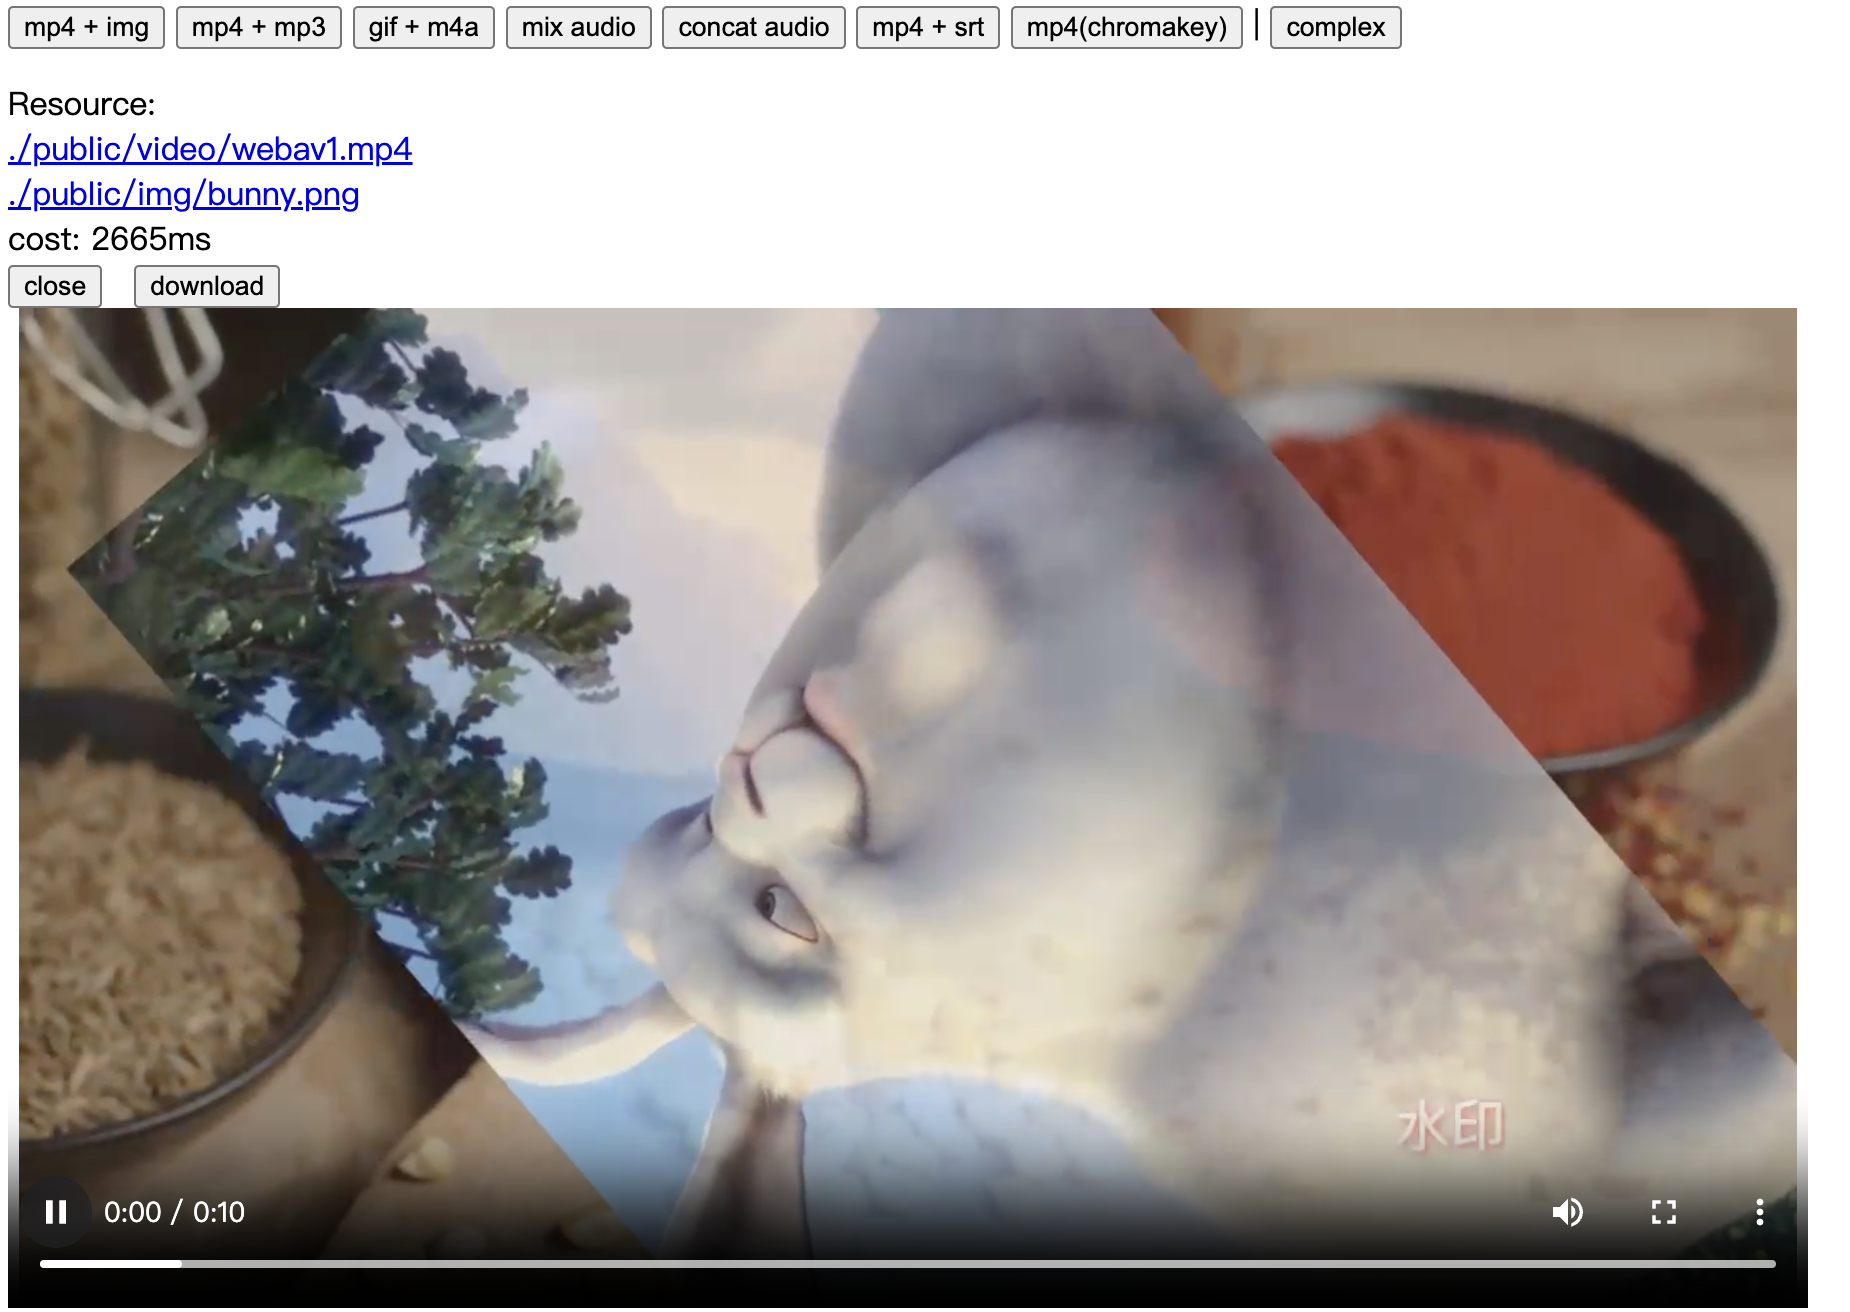 mp4 + img mp4 + mp3 gif + m4a mix audio concat audio mp4 + srt mp4(chromakey) | complex
Resource:
./public/video/webav1.mp4
./public/img/bunny.png
cost: 2665ms
close download
水印
0:00 / 0:10